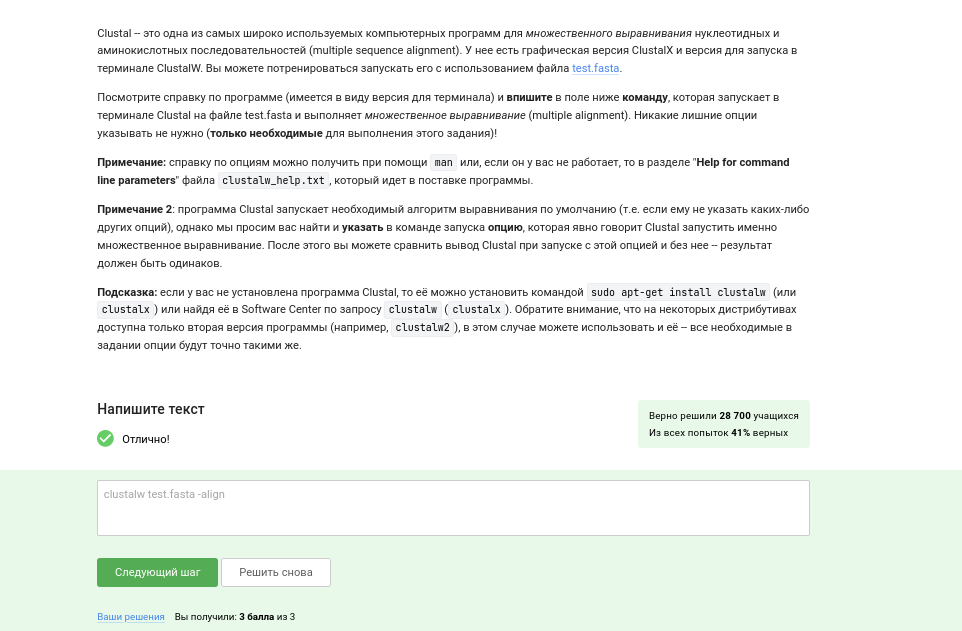 Clustal – это одна из самых широко используемых компьютерных программ для множественного выравнивания нуклеотидных и
аминокислотных последовательностей (multiple sequence alignment). У нее есть графическая версия ClustalX и версия для запуска в
терминале ClustalW. Вы можете потренироваться запускать его с использованием файла test.fasta.
Посмотрите справку по программе (имеется в виду версия для терминала) и впишите в поле ниже команду, которая запускает в
терминале Clustal на файле test.fasta и выполняет множественное выравнивание (multiple alignment). Никакие лишние опции
указывать не нужно (только необходимые для выполнения этого задания)!
Примечание: справку по опциям можно получить при помощи man или, если он у вас не работает, то в разделе "Help for command
line parameters" файла clustalw_help.txt, который идет в поставке программы.
Примечание 2: программа Clustal запускает необходимый алгоритм выравнивания по умолчанию (т.е. если ему не указать каких-либо
других опций), однако мы просим вас найти и указать в команде запуска опцию, которая явно говорит Clustal запустить именно
множественное выравнивание. После этого вы можете сравнить вывод Clustal при запуске с этой опцией и без нее – результат
должен быть одинаков.
Подсказка: если у вас не установлена программа Clustal, то её можно установить командой sudo apt-get install clustalw (или
clustalx) или найдя её в Software Center по запросу clustalw (clustalx). Обратите внимание, что на некоторых дистрибутивах
доступна только вторая версия программы (например, clustalw2), в этом случае можете использовать и её – все необходимые в
задании опции будут точно такими же.
Напишите текст
Верно решили 28 700 учащихся
Из всех попыток 41% верных
Отлично!
clustalw test.fasta -align
Следующий шаг Решить снова
Ваши решения Вы получили: 3 балла из 3